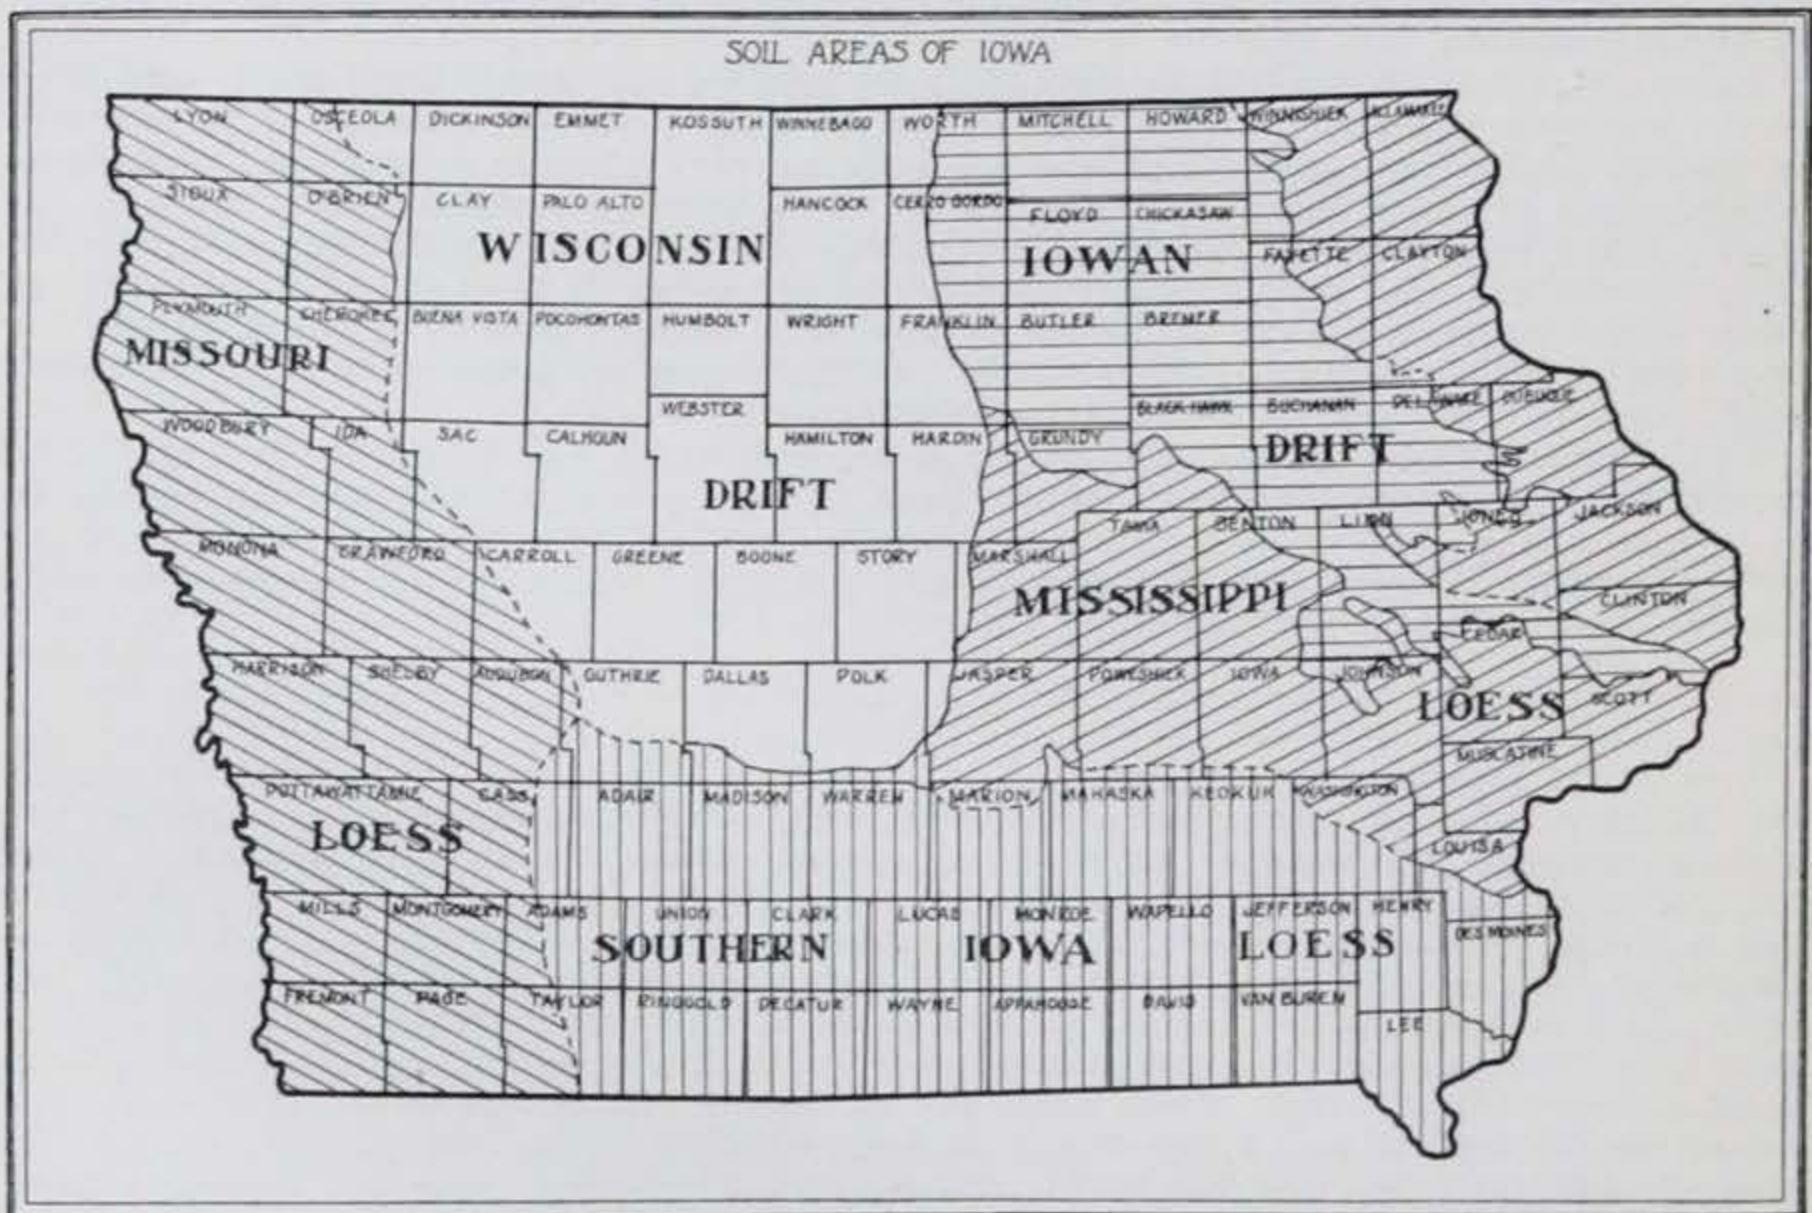 SOIL AREAS OF IOWA
LYON OSCEOLA DICKINSON EMMET KOSSUTH WINNEBAGO WORTH MITCHELL HOWARD WINNISHIEK ALLAMAKEE
SIOUX O'BRIEN CLAY PALO ALTO HANCOCK CERRO GORDO FLOYD CHICKASAW
WISCONSIN IOWAN FAYETTE CLAYTON
PLYMOUTH CHEROKEE BUENA VISTA POCOHONTAS HUMBOLT WRIGHT FRANKLIN BUTLER BREMER
MISSOURI
WEBSTER BLACK HAWK BUCHANAN DELAWARE DUBUQUE
WOODBURY IDA SAC CALHOUN HAMILTON HARDIN GRUNDY
DRIFT DRIFT
TAMA BENTON LINN JONES JACKSON
MONONA CRAWFORD CARROLL GREENE BOONE STORY MARSHALL
MISSISSIPPI CLINTON
CEDAR
HARRISON SHELBY AUDUBON GUTHRIE DALLAS POLK JASPER POWESHIEK IOWA JOHNSON
LOESS SCOTT
MUSCATINE
POTTAWATTAMIE CASS ADAIR MADISON WARREN MARION MAHASKA KEOKUK WASHINGTON
LOESS LOUISA
MILLS MONTGOMERY ADAMS UNION CLARK LUCAS MONROE WAPELLO JEFFERSON HENRY
SOUTHERN IOWA LOESS DES MOINES
FREMONT PAGE TAYLOR RINGGOLD DECATUR WAYNE APPANOOSE DAVIS VAN BUREN
LEE